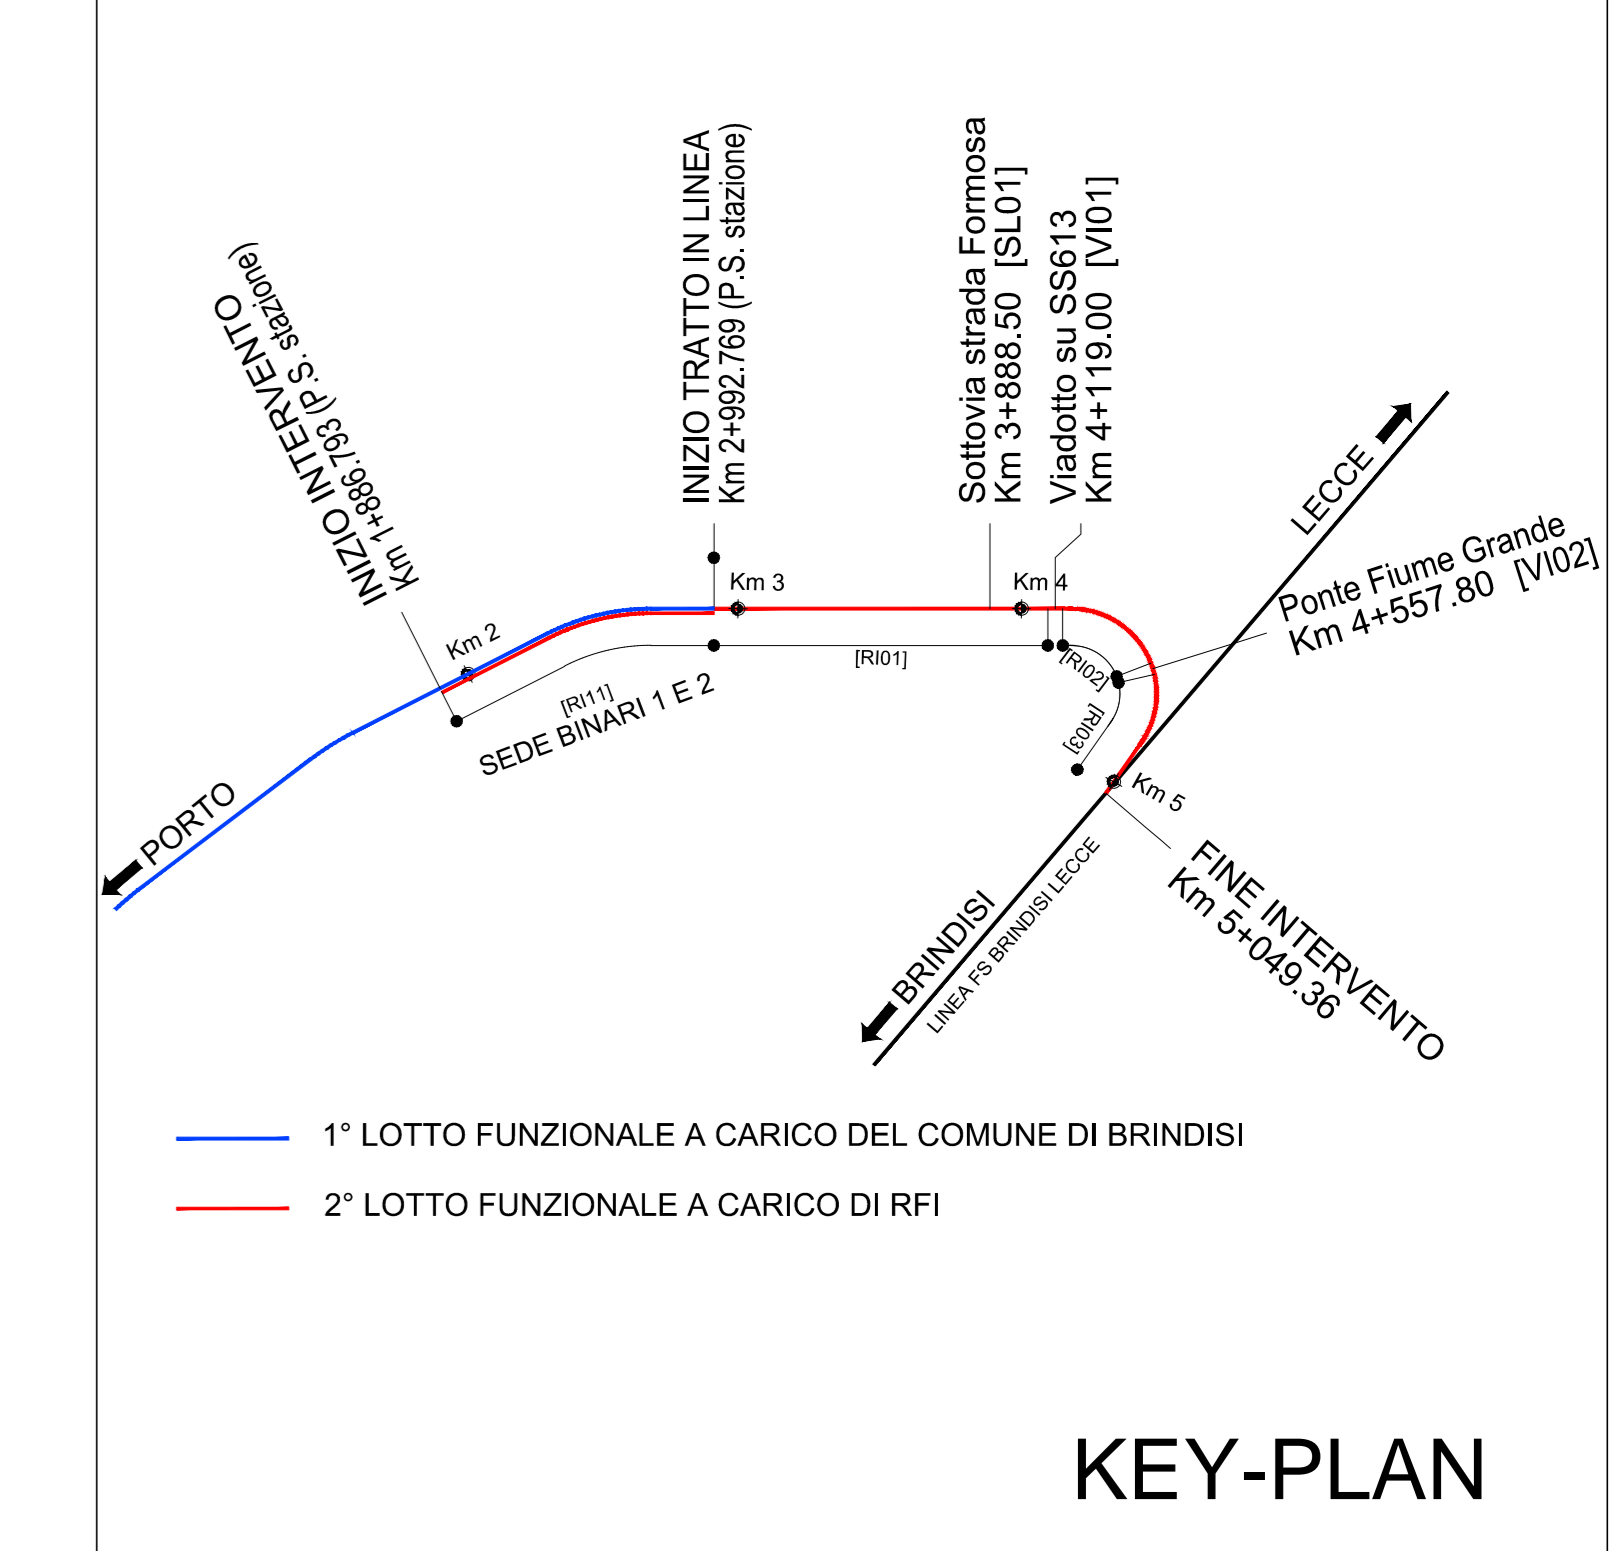 INIZIO INTERVENTO
Km 1+886.793 (P.S. stazione)
INIZIO TRATTO IN LINEA
Km 2+992.769 (P.S. stazione)
Sottovia strada Formosa
Km 3+888.50 [SL01]
Viadotto su SS613
Km 4+119.00 [VI01]
LECCE
Ponte Fiume Grande
Km 4+557.80 [VI02]
Km 2
Km 3
Km 4
[RI11]
SEDE BINARI 1 E 2
[RI01]
[RI02]
[RI03]
Km 5
PORTO
BRINDISI
LINEA FS BRINDISI LECCE
FINE INTERVENTO
Km 5+049.36
1° LOTTO FUNZIONALE A CARICO DEL COMUNE DI BRINDISI
2° LOTTO FUNZIONALE A CARICO DI RFI
KEY-PLAN